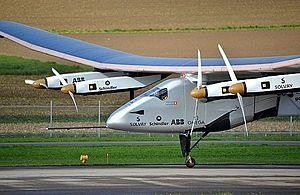 ABB
Schindler
S
SOLVAY
S
SOLVAY
Schindler
ABB
OMEGA